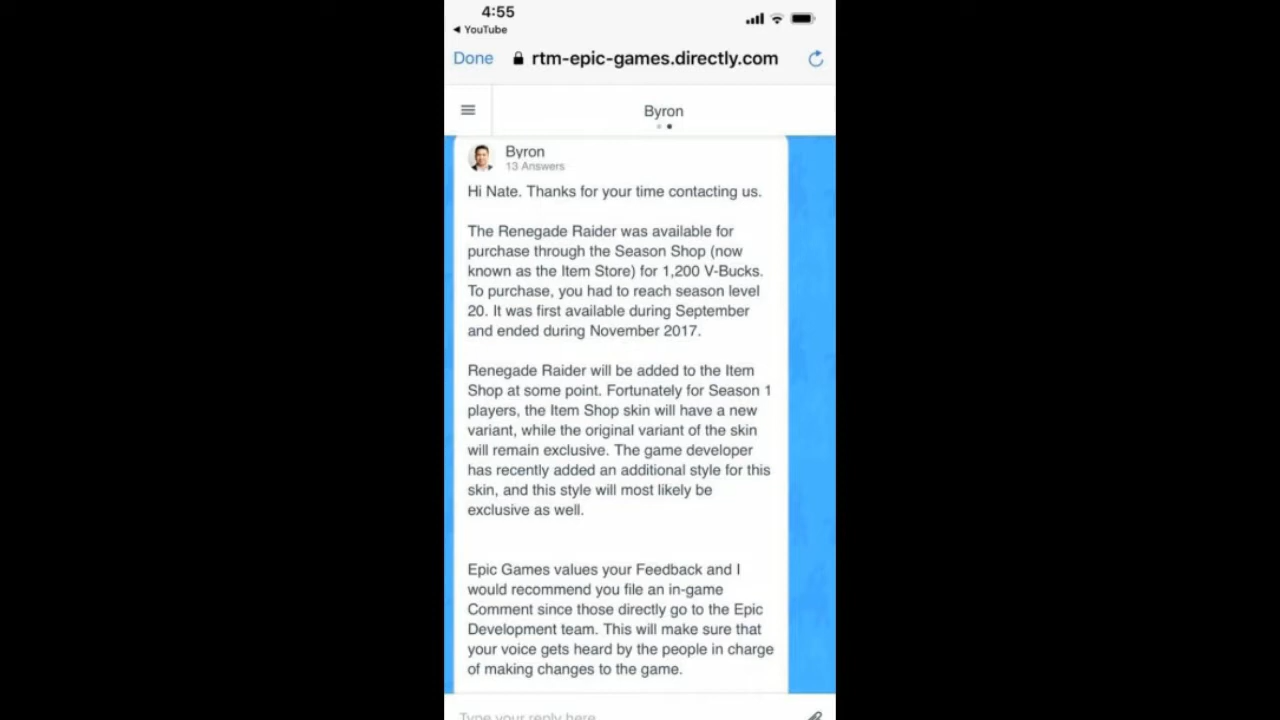 4:55
YouTube
Done
rtm-epic-games.directly.com
Byron
Byron
13 Answers
Hi Nate. Thanks for your time contacting us.
The Renegade Raider was available for
purchase through the Season Shop (now
known as the Item Store) for 1,200 V-Bucks.
To purchase, you had to reach season level
20. It was first available during September
and ended during November 2017.
Renegade Raider will be added to the Item
Shop at some point. Fortunately for Season 1
players, the Item Shop skin will have a new
variant, while the original variant of the skin
will remain exclusive. The game developer
has recently added an additional style for this
skin, and this style will most likely be
exclusive as well.
Epic Games values your Feedback and I
would recommend you file an in-game
Comment since those directly go to the Epic
Development team. This will make sure that
your voice gets heard by the people in charge
of making changes to the game.
Type your reply here